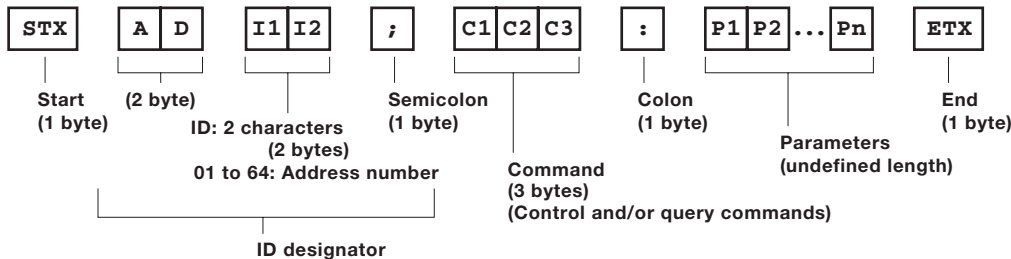 STX A D I1 I2 ; C1 C2 C3 : P1 P2 ... Pn ETX
Start (2 byte) Semicolon Colon End
(1 byte) (1 byte) (1 byte) (1 byte)
ID: 2 characters
(2 bytes)
01 to 64: Address number
Parameters
(undefined length)
Command
(3 bytes)
(Control and/or query commands)
ID designator